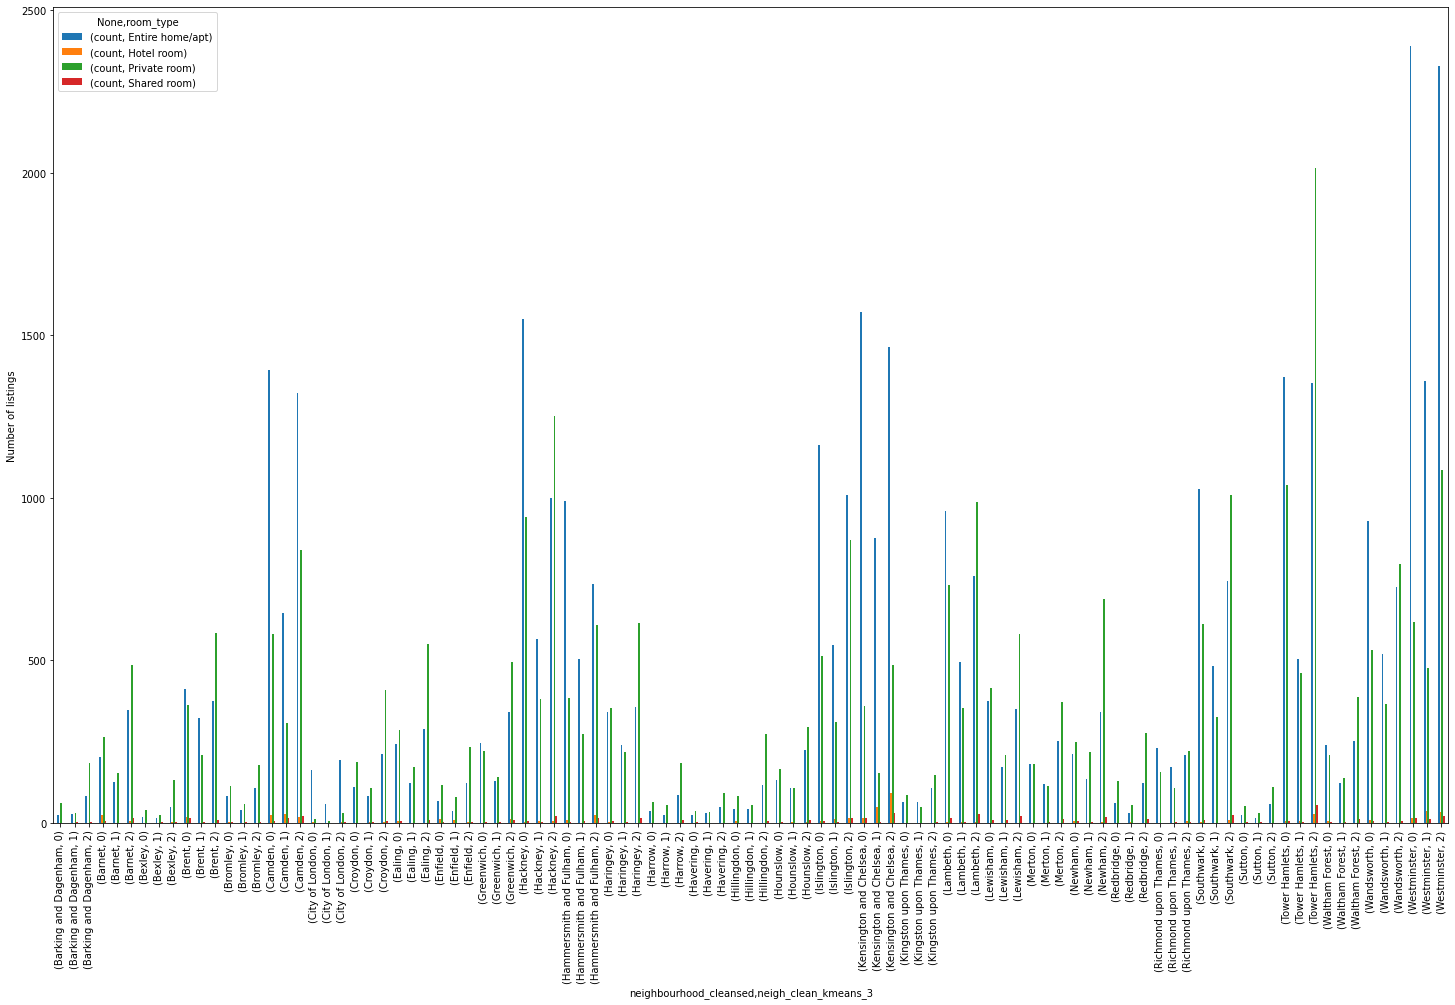 None,room_type
(count, Entire home/apt)
(count, Hotel room)
(count, Private room)
(count, Shared room)
Number of listings
2500
2000
1500
1000
500
0
(Barking and Dagenham, 0)
(Barking and Dagenham, 1)
(Barking and Dagenham, 2)
(Barnet, 0)
(Barnet, 1)
(Barnet, 2)
(Bexley, 0)
(Bexley, 1)
(Bexley, 2)
(Brent, 0)
(Brent, 1)
(Brent, 2)
(Bromley, 0)
(Bromley, 1)
(Bromley, 2)
(Camden, 0)
(Camden, 1)
(Camden, 2)
(City of London, 0)
(City of London, 1)
(City of London, 2)
(Croydon, 0)
(Croydon, 1)
(Croydon, 2)
(Ealing, 0)
(Ealing, 1)
(Ealing, 2)
(Enfield, 0)
(Enfield, 1)
(Enfield, 2)
(Greenwich, 0)
(Greenwich, 1)
(Greenwich, 2)
(Hackney, 0)
(Hackney, 1)
(Hackney, 2)
(Hammersmith and Fulham, 0)
(Hammersmith and Fulham, 1)
(Hammersmith and Fulham, 2)
(Haringey, 0)
(Haringey, 1)
(Haringey, 2)
(Harrow, 0)
(Harrow, 1)
(Harrow, 2)
(Havering, 0)
(Havering, 1)
(Havering, 2)
(Hillingdon, 0)
(Hillingdon, 1)
(Hillingdon, 2)
(Hounslow, 0)
(Hounslow, 1)
(Hounslow, 2)
(Islington, 0)
(Islington, 1)
(Islington, 2)
(Kensington and Chelsea, 0)
(Kensington and Chelsea, 1)
(Kensington and Chelsea, 2)
(Kingston upon Thames, 0)
(Kingston upon Thames, 1)
(Kingston upon Thames, 2)
(Lambeth, 0)
(Lambeth, 1)
(Lambeth, 2)
(Lewisham, 0)
(Lewisham, 1)
(Lewisham, 2)
(Merton, 0)
(Merton, 1)
(Merton, 2)
(Newham, 0)
(Newham, 1)
(Newham, 2)
(Redbridge, 0)
(Redbridge, 1)
(Redbridge, 2)
(Richmond upon Thames, 0)
(Richmond upon Thames, 1)
(Richmond upon Thames, 2)
(Southwark, 0)
(Southwark, 1)
(Southwark, 2)
(Sutton, 0)
(Sutton, 1)
(Sutton, 2)
(Tower Hamlets, 0)
(Tower Hamlets, 1)
(Tower Hamlets, 2)
(Waltham Forest, 0)
(Waltham Forest, 1)
(Waltham Forest, 2)
(Wandsworth, 0)
(Wandsworth, 1)
(Wandsworth, 2)
(Westminster, 0)
(Westminster, 1)
(Westminster, 2)
neighbourhood_cleansed,neigh_clean_kmeans_3